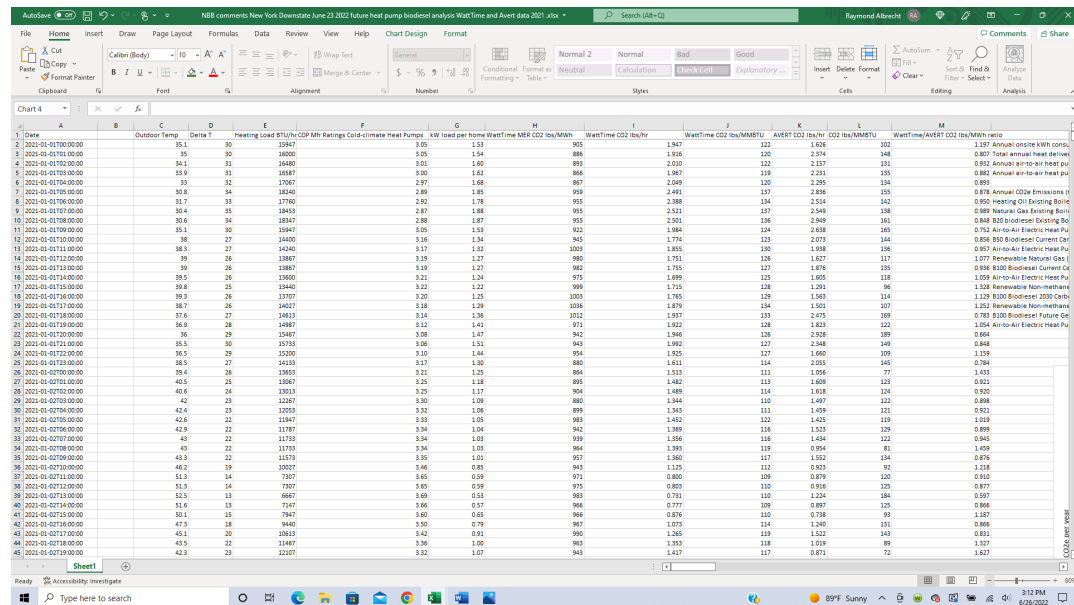 AutoSave Off NBB comments New York Downstate June 23 2022 future heat pump biodiesel analysis WattTime and Avert data 2021 .xlsx Search (Alt+Q) Raymond Albrecht RA
File Home Insert Draw Page Layout Formulas Data Review View Help Chart Design Format Comments Share
Cut Calibri (Body) 10 Wrap Text General Normal 2 Normal Bad Good AutoSum
Paste Copy Conditional Format as Neutral Calculation Check Cell Explanatory ... Insert Delete Format Fill Sort & Find & Analyze
Format Painter B I U Merge & Center Formatting Table Clear Filter Select Data
Clipboard Font Alignment Number Styles Cells Editing Analysis
Chart 4 fx
A B C D E F G H I J K L M
1 Date Outdoor Temp Delta T Heating Load BTU/hr COP Mfr Ratings Cold-climate Heat Pumps kW load per home WattTime MER CO2 lbs/MWh WattTime CO2 lbs/hr WattTime CO2 lbs/MMBTU AVERT CO2 lbs/hr CO2 lbs/MMBTU WattTime/AVERT CO2 lbs/MWh ratio
2 2021-01-01T00:00:00 35.1 30 15947 3.05 1.53 905 1.947 122 1.626 102 1.197 Annual onsite kWh consu
3 2021-01-01T01:00:00 35 30 16000 3.05 1.54 886 1.916 120 2.374 148 0.807 Total annual heat deliver
4 2021-01-01T02:00:00 34.1 31 16480 3.01 1.60 893 2.010 122 2.157 131 0.932 Annual air-to-air heat pu
5 2021-01-01T03:00:00 33.9 31 16587 3.00 1.62 866 1.967 119 2.231 135 0.882 Annual air-to-air heat pu
6 2021-01-01T04:00:00 33 32 17067 2.97 1.68 867 2.049 120 2.295 134 0.893
7 2021-01-01T05:00:00 30.8 34 18240 2.89 1.85 959 2.491 137 2.836 155 0.878 Annual CO2e Emissions (
8 2021-01-01T06:00:00 31.7 33 17760 2.92 1.78 955 2.388 134 2.514 142 0.950 Heating Oil Existing Boile
9 2021-01-01T07:00:00 30.4 35 18453 2.87 1.88 955 2.521 137 2.549 138 0.989 Natural Gas Existing Boil
10 2021-01-01T08:00:00 30.6 34 18347 2.88 1.87 955 2.501 136 2.949 161 0.848 B20 biodiesel Existing Bo
11 2021-01-01T09:00:00 35.1 30 15947 3.05 1.53 922 1.984 124 2.638 165 0.752 Air-to-Air Electric Heat Pu
12 2021-01-01T10:00:00 38 27 14400 3.16 1.34 945 1.774 123 2.073 144 0.856 B50 Biodiesel Current Car
13 2021-01-01T11:00:00 38.3 27 14240 3.17 1.32 1003 1.855 130 1.938 136 0.957 Air-to-Air Electric Heat Pu
14 2021-01-01T12:00:00 39 26 13867 3.19 1.27 980 1.751 126 1.627 117 1.077 Renewable Natural Gas (
15 2021-01-01T13:00:00 39 26 13867 3.19 1.27 982 1.755 127 1.876 135 0.936 B100 Biodiesel Current Ca
16 2021-01-01T14:00:00 39.5 26 13600 3.21 1.24 975 1.699 125 1.605 118 1.059 Air-to-Air Electric Heat Pu
17 2021-01-01T15:00:00 39.8 25 13440 3.22 1.22 999 1.715 128 1.291 96 1.328 Renewable Non-methane
18 2021-01-01T16:00:00 39.3 26 13707 3.20 1.25 1003 1.765 129 1.563 114 1.129 B100 Biodiesel 2030 Carb
19 2021-01-01T17:00:00 38.7 26 14027 3.18 1.29 1036 1.879 134 1.501 107 1.252 Renewable Non-methane
20 2021-01-01T18:00:00 37.6 27 14613 3.14 1.36 1012 1.937 133 2.475 169 0.783 B100 Biodiesel Future Ge
21 2021-01-01T19:00:00 36.9 28 14987 3.12 1.41 971 1.922 128 1.823 122 1.054 Air-to-Air Electric Heat Pu
22 2021-01-01T20:00:00 36 29 15467 3.08 1.47 942 1.946 126 2.928 189 0.664
23 2021-01-01T21:00:00 35.5 30 15733 3.06 1.51 943 1.992 127 2.348 149 0.848
24 2021-01-01T22:00:00 36.5 29 15200 3.10 1.44 954 1.925 127 1.660 109 1.159
25 2021-01-01T23:00:00 38.5 27 14133 3.17 1.30 880 1.611 114 2.055 145 0.784
26 2021-01-02T00:00:00 39.4 26 13653 3.21 1.25 864 1.513 111 1.056 77 1.433
27 2021-01-02T01:00:00 40.5 25 13067 3.25 1.18 895 1.482 113 1.609 123 0.921
28 2021-01-02T02:00:00 40.6 24 13013 3.25 1.17 904 1.489 114 1.618 124 0.920
29 2021-01-02T03:00:00 42 23 12267 3.30 1.09 880 1.344 110 1.497 122 0.898
30 2021-01-02T04:00:00 42.4 23 12053 3.32 1.06 899 1.343 111 1.459 121 0.921
31 2021-01-02T05:00:00 42.6 22 11947 3.33 1.05 983 1.452 122 1.425 119 1.019
32 2021-01-02T06:00:00 42.9 22 11787 3.34 1.04 942 1.369 116 1.523 129 0.899
33 2021-01-02T07:00:00 43 22 11733 3.34 1.03 939 1.356 116 1.434 122 0.945
34 2021-01-02T08:00:00 43 22 11733 3.34 1.03 964 1.393 119 0.954 81 1.459
35 2021-01-02T09:00:00 43.3 22 11573 3.35 1.01 957 1.360 117 1.552 134 0.876
36 2021-01-02T10:00:00 46.2 19 10027 3.46 0.85 943 1.125 112 0.923 92 1.218
37 2021-01-02T11:00:00 51.3 14 7307 3.65 0.59 971 0.800 109 0.879 120 0.910
38 2021-01-02T12:00:00 51.3 14 7307 3.65 0.59 975 0.803 110 0.916 125 0.877
39 2021-01-02T13:00:00 52.5 13 6667 3.69 0.53 983 0.731 110 1.224 184 0.597
40 2021-01-02T14:00:00 51.6 13 7147 3.66 0.57 966 0.777 109 0.897 125 0.866
41 2021-01-02T15:00:00 50.1 15 7947 3.60 0.65 966 0.876 110 0.738 93 1.187
42 2021-01-02T16:00:00 47.3 18 9440 3.50 0.79 967 1.073 114 1.240 131 0.866
43 2021-01-02T17:00:00 45.1 20 10613 3.42 0.91 990 1.265 119 1.522 143 0.831
44 2021-01-02T18:00:00 43.5 22 11467 3.36 1.00 963 1.353 118 1.019 89 1.327
45 2021-01-02T19:00:00 42.3 23 12107 3.32 1.07 943 1.417 117 0.871 72 1.627
CO2e per year
Sheet1
Ready Accessibility: Investigate 80%
Type here to search 89°F Sunny 3:12 PM
6/26/2022